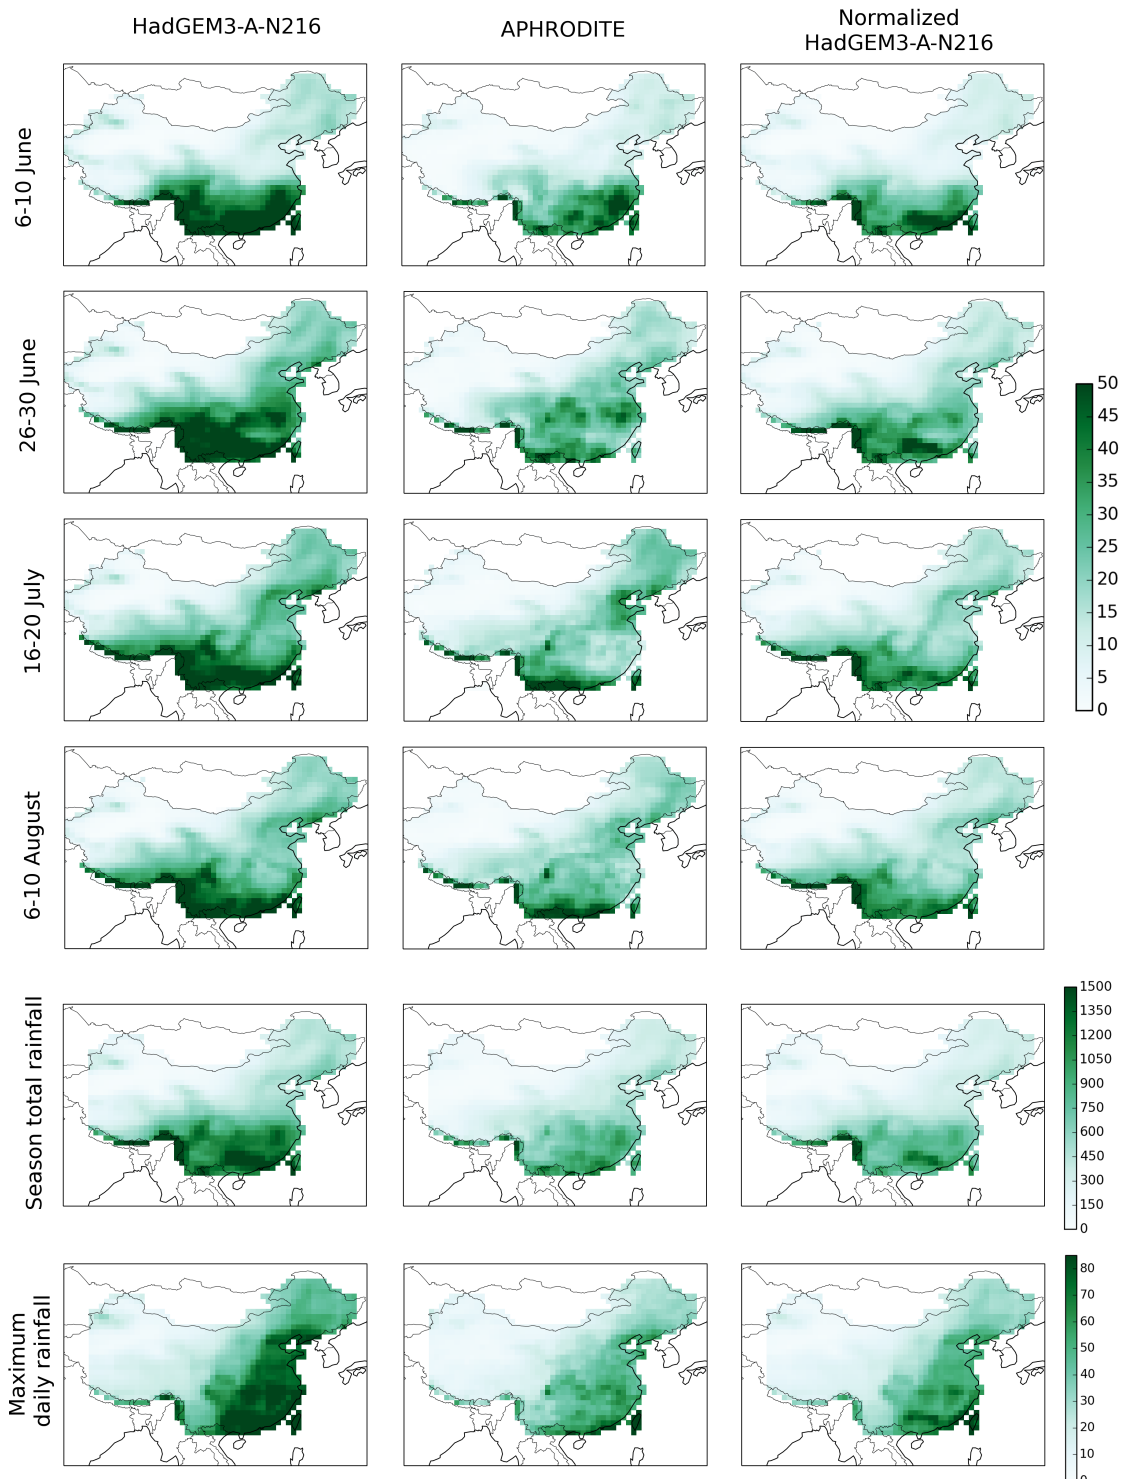 HadGEM3-A-N216
APHRODITE
Normalized
HadGEM3-A-N216
6-10 June
26-30 June
50
45
40
35
30
25
20
15
10
5
0
16-20 July
6-10 August
Season total rainfall
1500
1350
1200
1050
900
750
600
450
300
150
0
Maximum
daily rainfall
80
70
60
50
40
30
20
10
0